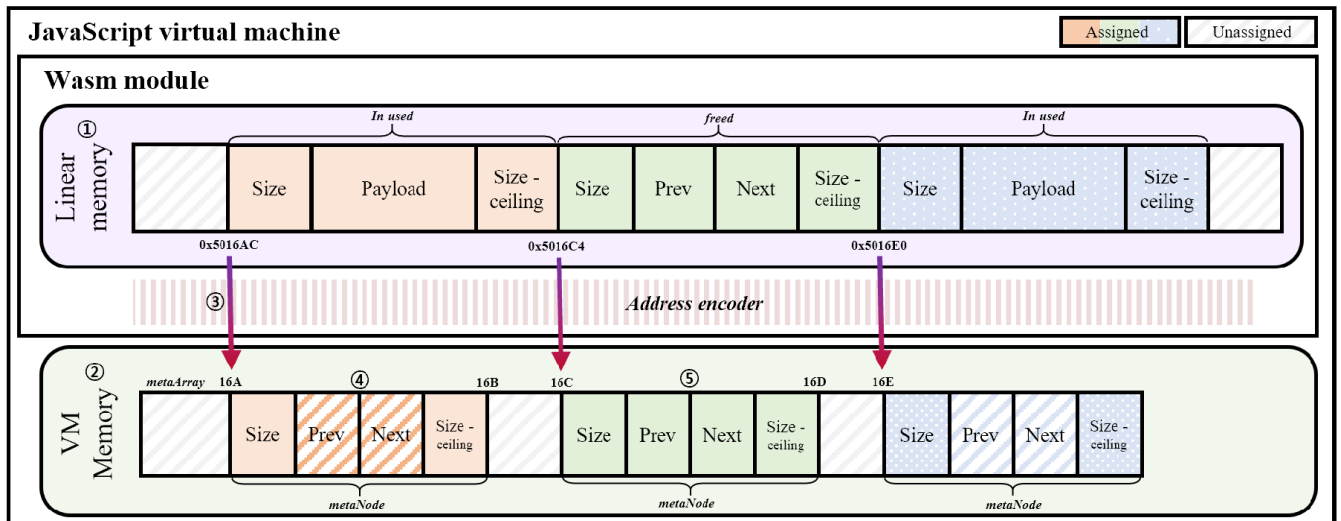 JavaScript virtual machine
Assigned
Unassigned
Wasm module
①
Linear
memory
In used
freed
In used
Size
Payload
Size -
ceiling
Size
Prev
Next
Size -
ceiling
Size
Payload
Size -
ceiling
0x5016AC
0x5016C4
0x5016E0
③
Address encoder
②
VM
Memory
metaArray
16A
④
16B
16C
⑤
16D
16E
Size
Prev
Next
Size -
ceiling
Size
Prev
Next
Size -
ceiling
Size
Prev
Next
Size -
ceiling
metaNode
metaNode
metaNode